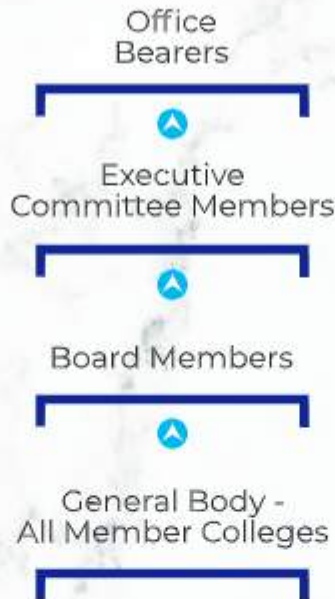 Office
Bearers
Executive
Committee Members
Board Members
General Body -
All Member Colleges